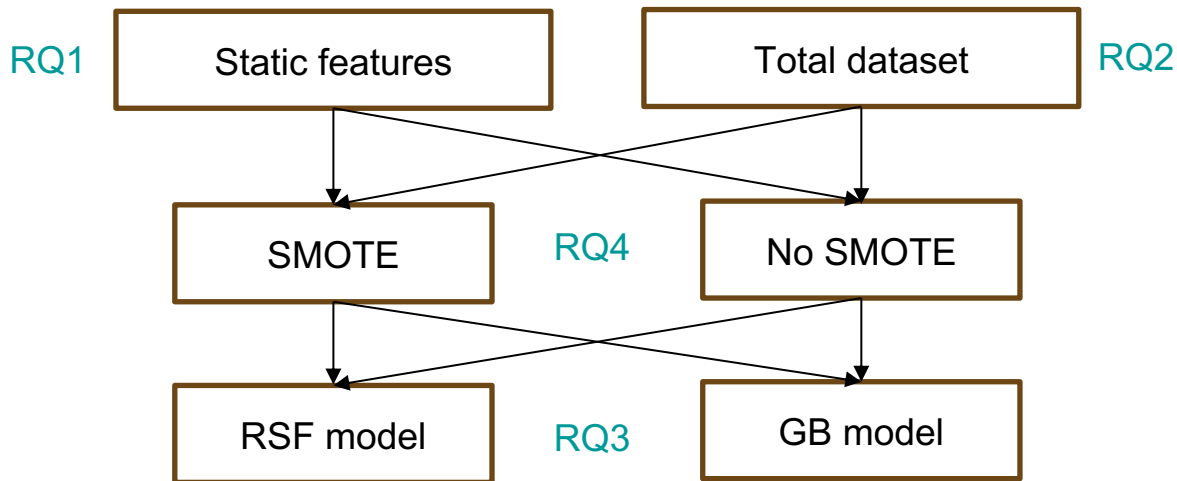 RQ1
Static features
Total dataset
RQ2
SMOTE
RQ4
No SMOTE
RSF model
RQ3
GB model